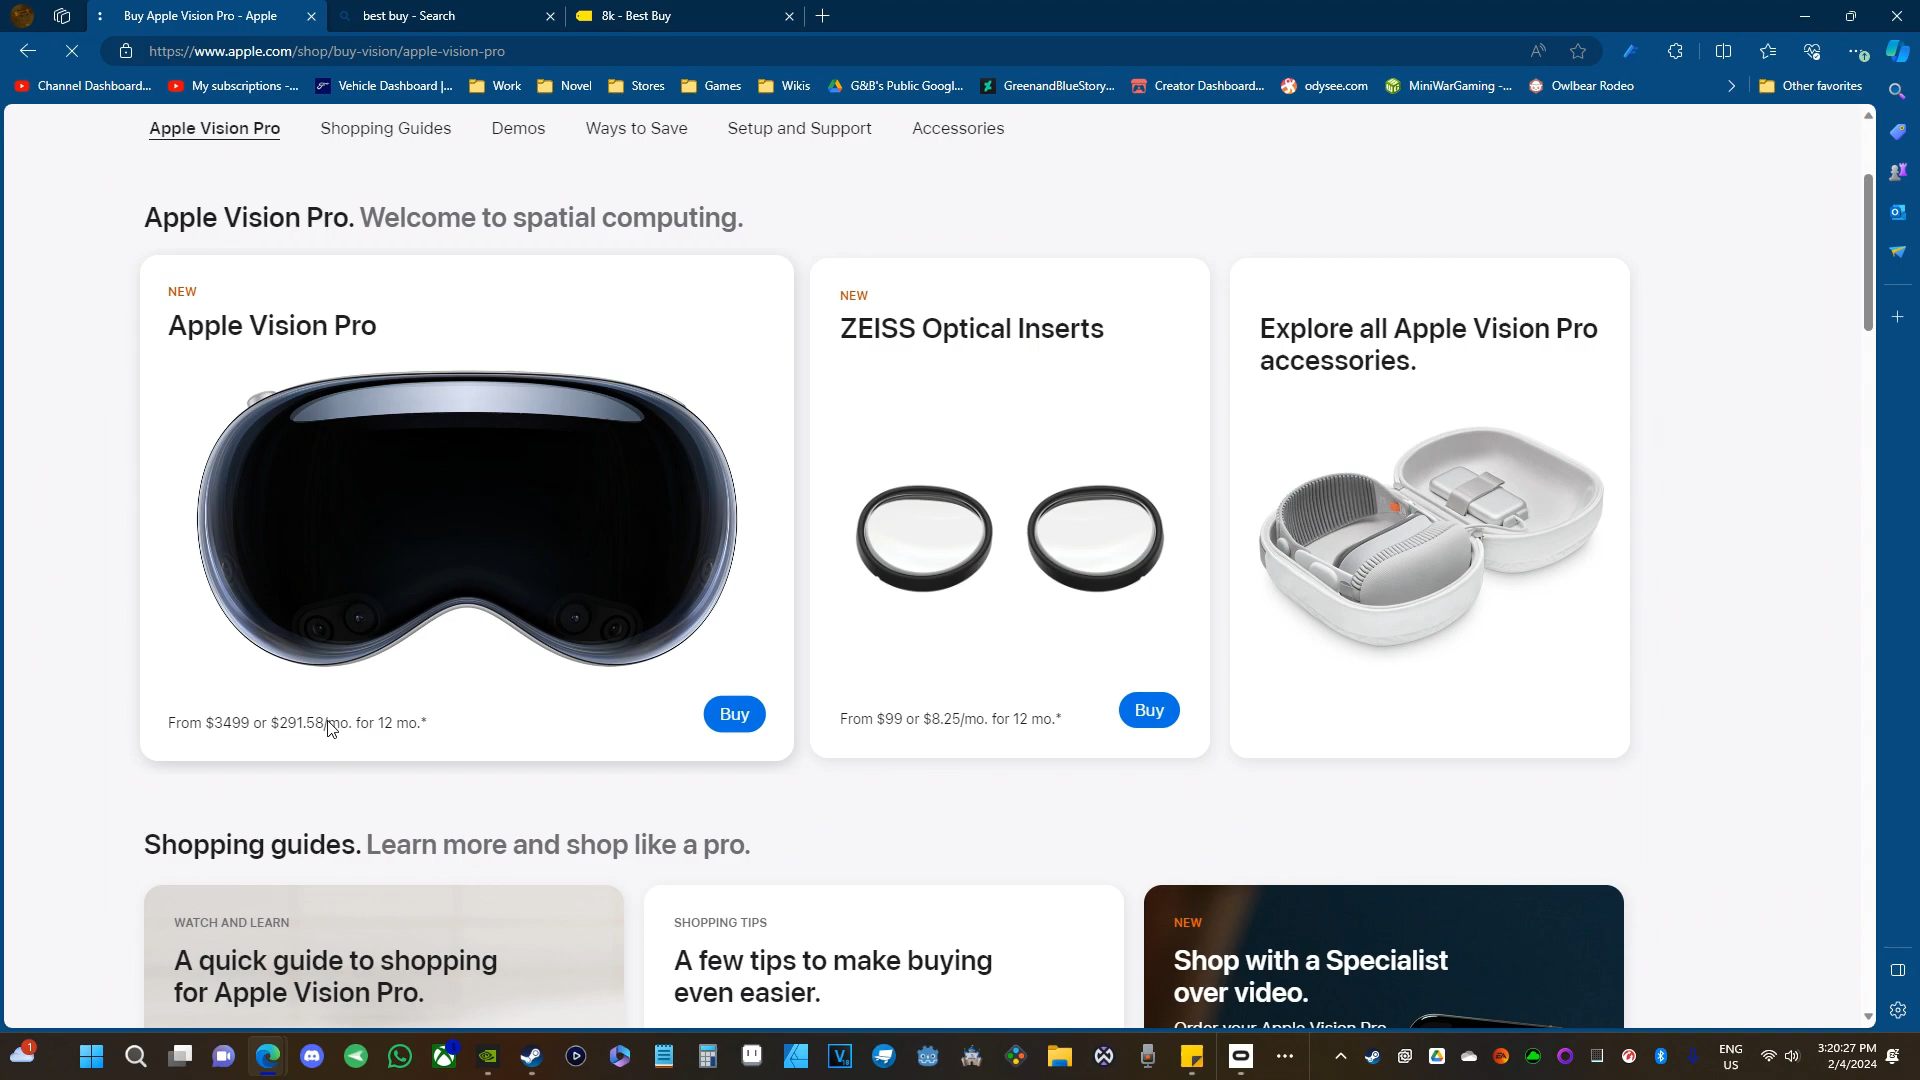 Buy Apple Vision Pro - Apple
best buy - Search
8k - Best Buy
https://www.apple.com/shop/buy-vision/apple-vision-pro
Channel Dashboard...
My subscriptions -...
Vehicle Dashboard |...
Work
Novel
Stores
Games
Wikis
G&B's Public Googl...
GreenandBlueStory...
Creator Dashboard...
odysee.com
MiniWarGaming -...
Owlbear Rodeo
Other favorites
Apple Vision Pro
Shopping Guides
Demos
Ways to Save
Setup and Support
Accessories
Apple Vision Pro. Welcome to spatial computing.
NEW
Apple Vision Pro
From $3499 or $291.58/mo. for 12 mo.*
Buy
NEW
ZEISS Optical Inserts
From $99 or $8.25/mo. for 12 mo.*
Buy
Explore all Apple Vision Pro
accessories.
Shopping guides. Learn more and shop like a pro.
WATCH AND LEARN
A quick guide to shopping
for Apple Vision Pro.
SHOPPING TIPS
A few tips to make buying
even easier.
NEW
Shop with a Specialist
over video.
Order your Apple Vision Pro
1
1
ENG
US
3:20:27 PM
2/4/2024